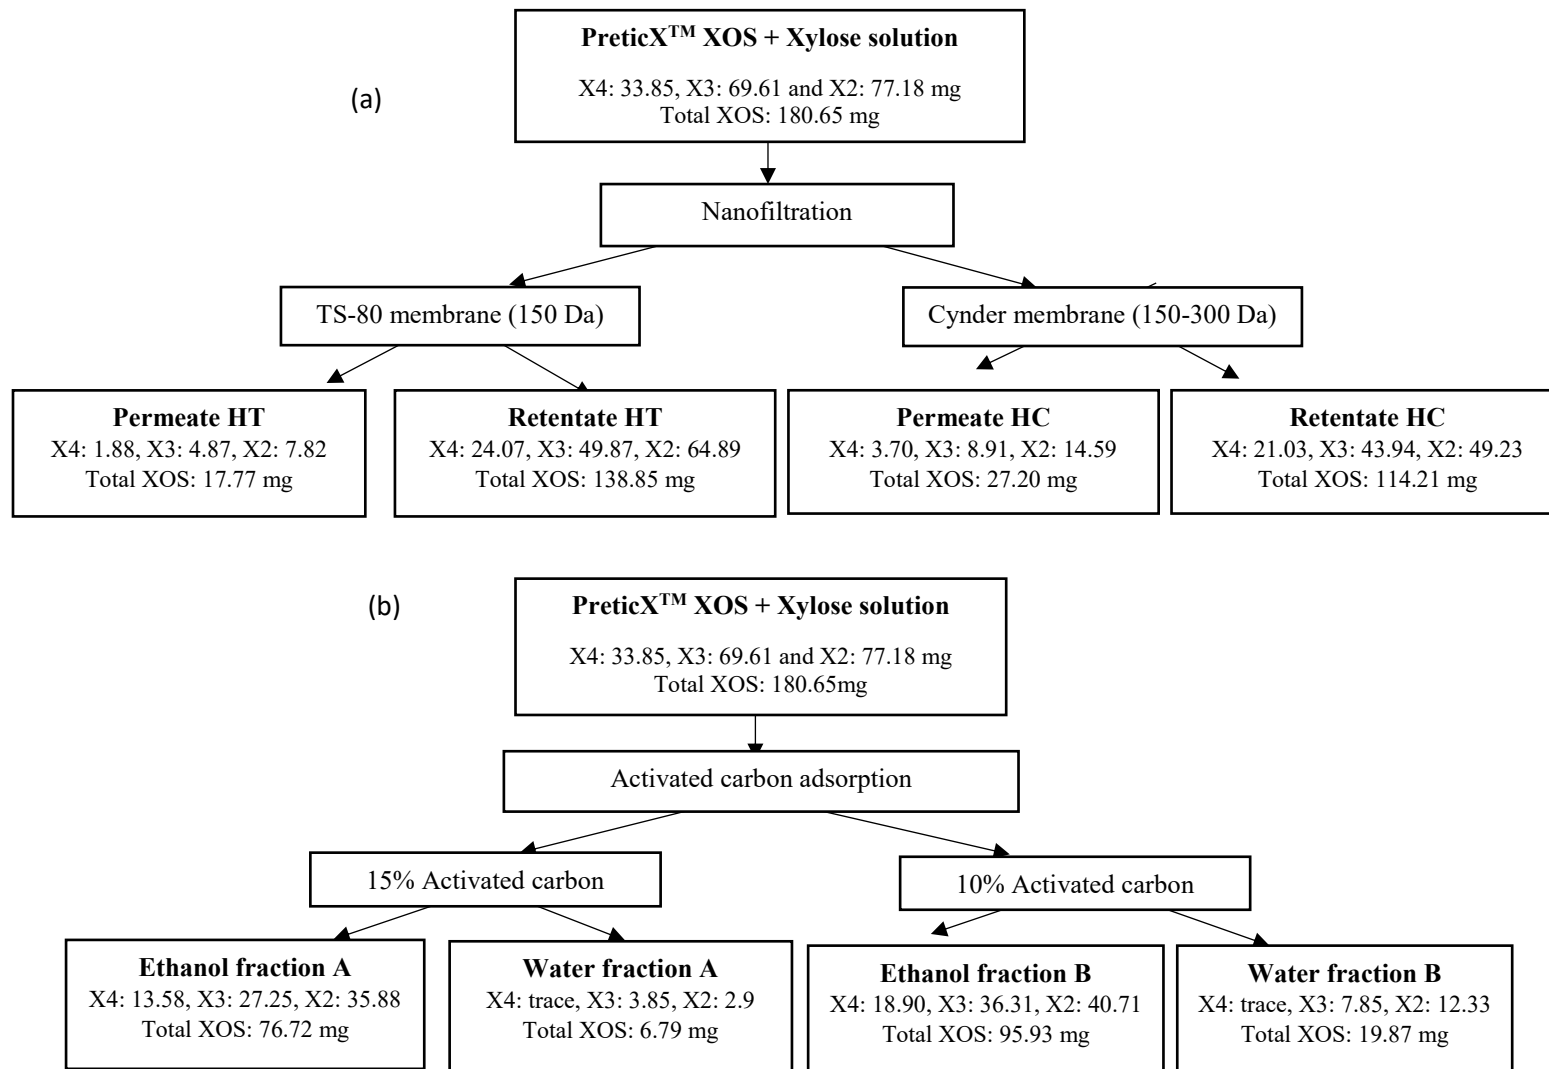 (a)
PreticX™ XOS + Xylose solution
X4: 33.85, X3: 69.61 and X2: 77.18 mg
Total XOS: 180.65 mg
Nanofiltration
TS-80 membrane (150 Da)
Cynder membrane (150-300 Da)
Permeate HT
X4: 1.88, X3: 4.87, X2: 7.82
Total XOS: 17.77 mg
Retentate HT
X4: 24.07, X3: 49.87, X2: 64.89
Total XOS: 138.85 mg
Permeate HC
X4: 3.70, X3: 8.91, X2: 14.59
Total XOS: 27.20 mg
Retentate HC
X4: 21.03, X3: 43.94, X2: 49.23
Total XOS: 114.21 mg
(b)
PreticX™ XOS + Xylose solution
X4: 33.85, X3: 69.61 and X2: 77.18 mg
Total XOS: 180.65mg
Activated carbon adsorption
15% Activated carbon
10% Activated carbon
Ethanol fraction A
X4: 13.58, X3: 27.25, X2: 35.88
Total XOS: 76.72 mg
Water fraction A
X4: trace, X3: 3.85, X2: 2.9
Total XOS: 6.79 mg
Ethanol fraction B
X4: 18.90, X3: 36.31, X2: 40.71
Total XOS: 95.93 mg
Water fraction B
X4: trace, X3: 7.85, X2: 12.33
Total XOS: 19.87 mg